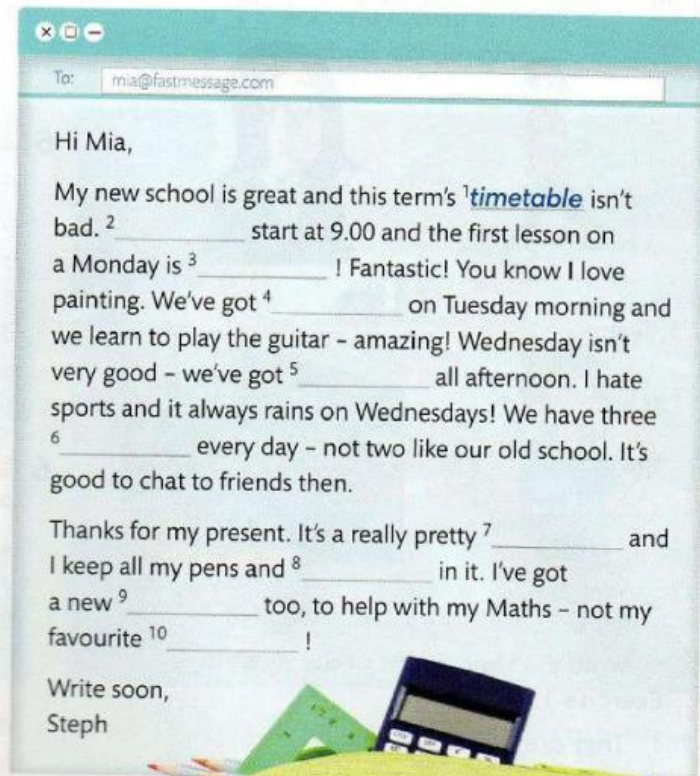 To: mia@fastmessage.com
Hi Mia,
My new school is great and this term's ¹timetable isn't
bad. ²__________ start at 9.00 and the first lesson on
a Monday is ³__________ ! Fantastic! You know I love
painting. We've got ⁴__________ on Tuesday morning and
we learn to play the guitar – amazing! Wednesday isn't
very good – we've got ⁵__________ all afternoon. I hate
sports and it always rains on Wednesdays! We have three
⁶__________ every day – not two like our old school. It's
good to chat to friends then.
Thanks for my present. It's a really pretty ⁷__________ and
I keep all my pens and ⁸__________ in it. I've got
a new ⁹__________ too, to help with my Maths – not my
favourite ¹⁰__________ !
Write soon,
Steph